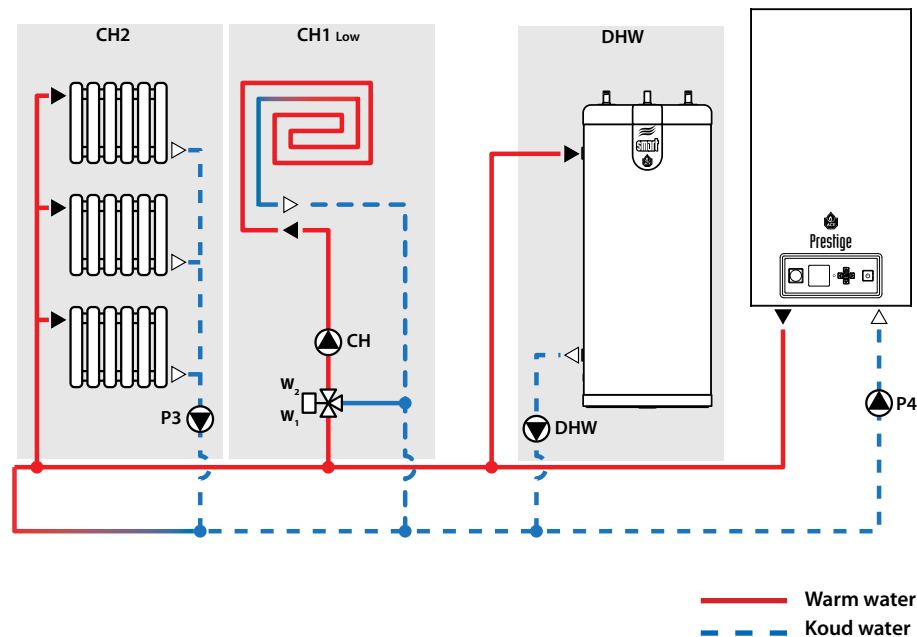 CH2
CH1 Low
DHW
smart
Prestige
CH
W2
W1
P3
DHW
P4
Warm water
Koud water